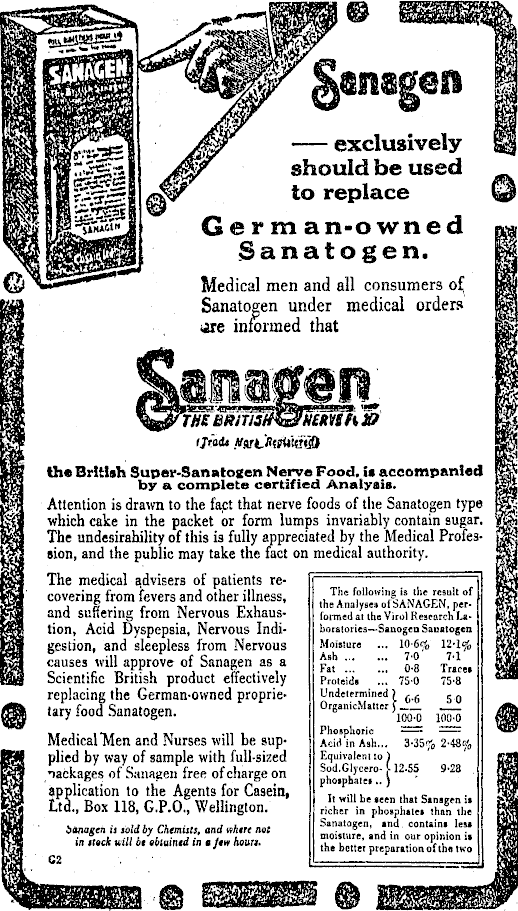 SANAGEN
SANAGEN
Sanagen
— exclusively
should be used
to replace
German-owned
Sanatogen.
Medical men and all consumers of
Sanatogen under medical orders
are informed that
Sanagen
THE BRITISH NERVE FOOD
(Trade Mark Registered)
the British Super-Sanatogen Nerve Food, is accompanied
by a complete certified Analysis.
Attention is drawn to the fact that nerve foods of the Sanatogen type
which cake in the packet or form lumps invariably contain sugar.
The undesirability of this is fully appreciated by the Medical Profes-
sion, and the public may take the fact on medical authority.
The medical advisers of patients re-
covering from fevers and other illness,
and suffering from Nervous Exhaus-
tion, Acid Dyspepsia, Nervous Indi-
gestion, and sleepless from Nervous
causes will approve of Sanagen as a
Scientific British product effectively
replacing the German-owned proprie-
tary food Sanatogen.
Medical Men and Nurses will be sup-
plied by way of sample with full-sized
packages of Sanagen free of charge on
application to the Agents for Casein,
Ltd., Box 118, G.P.O., Wellington.
Sanagen is sold by Chemists, and where not
in stock will be obtained in a few hours.
G2
The following is the result of
the Analyses of SANAGEN, per-
formed at the Virol Research La-
boratories—Sanogen Sanatogen
Moisture ... 10·6% 12·1%
Ash ... ... 7·0 7·1
Fat ... ... 0·8 Traces
Proteids ... 75·0 75·8
Undetermined
Organic Matter } 6·6 5 0
100·0 100·0
Phosphoric
Acid in Ash... 3·35% 2·48%
Equivalent to
Sod. Glycero- 12.55 9·28
phosphates ..
It will be seen that Sanagen is
richer in phosphates than the
Sanatogen, and contains less
moisture, and in our opinion is
the better preparation of the two